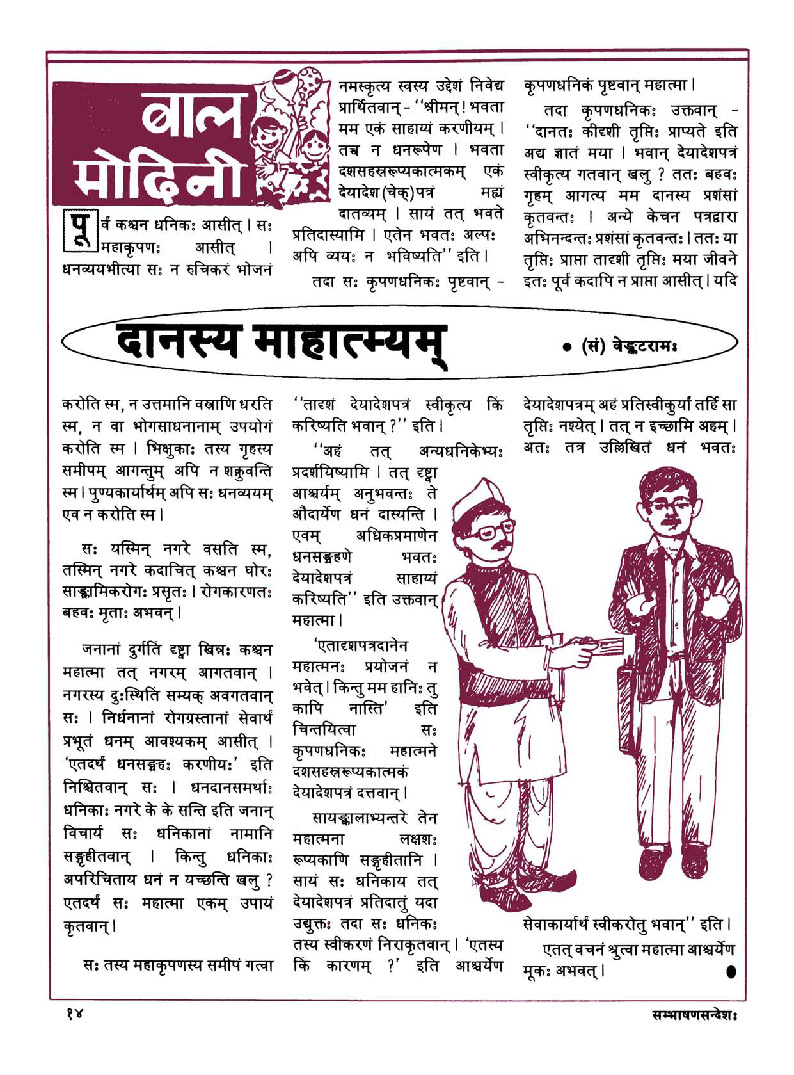 बाल
मोदिनी
दानस्य माहात्म्यम्
• (सं) वेङ्कटरामः
पूर्वं कश्चन धनिकः आसीत् । सः
महाकृपणः आसीत् ।
धनव्ययभीत्या सः न रुचिकरं भोजनं
करोति स्म, न उत्तमानि वस्त्राणि धरति
स्म, न वा भोगसाधनानाम् उपयोगं
करोति स्म । भिक्षुकाः तस्य गृहस्य
समीपम् आगन्तुम् अपि न शक्नुवन्ति
स्म । पुण्यकार्यार्थम् अपि सः धनव्ययम्
एव न करोति स्म ।
सः यस्मिन् नगरे वसति स्म,
तस्मिन् नगरे कदाचित् कश्चन घोरः
साङ्क्रामिकरोगः प्रसृतः । रोगकारणतः
बहवः मृताः अभवन् ।
जनानां दुर्गतिं दृष्ट्वा खिन्नः कश्चन
महात्मा तत् नगरम् आगतवान् ।
नगरस्य दुःस्थितिं सम्यक् अवगतवान्
सः । निर्धनानां रोगग्रस्तानां सेवार्थं
प्रभूतं धनम् आवश्यकम् आसीत् ।
'एतदर्थं धनसङ्ग्रहः करणीयः' इति
निश्चितवान् सः । धनदानसमर्थाः
धनिकाः नगरे के के सन्ति इति जनान्
विचार्य सः धनिकानां नामानि
सङ्गृहीतवान् । किन्तु धनिकाः
अपरिचिताय धनं न यच्छन्ति खलु ?
एतदर्थं सः महात्मा एकम् उपायं
कृतवान् ।
सः तस्य महाकृपणस्य समीपं गत्वा
नमस्कृत्य स्वस्य उद्देशं निवेद्य
प्रार्थितवान् - "श्रीमन् ! भवता
मम एकं साहाय्यं करणीयम् ।
तन्न न धनरूपेण । भवता
दशसहस्ररूप्यकात्मकम् एकं
देयादेश (चेक्) पत्रं मह्यं
दातव्यम् । सायं तत् भवते
प्रतिदास्यामि । एतेन भवतः अल्पः
अपि व्ययः न भविष्यति" इति ।
तदा सः कृपणधनिकः पृष्टवान् -
"तादृशं देयादेशपत्रं स्वीकृत्य किं
करिष्यति भवान् ?" इति ।
"अहं तत् अन्यधनिकेभ्यः
प्रदर्शयिष्यामि । तत् दृष्ट्वा
आश्चर्यम् अनुभवन्तः ते
औदार्येण धनं दास्यन्ति ।
एवम् अधिकप्रमाणेन
धनसङ्ग्रहणे भवतः
देयादेशपत्रं साहाय्यं
करिष्यति" इति उक्तवान्
महात्मा ।
'एतादृशपत्रदानेन
महात्मनः प्रयोजनं न
भवेत् । किन्तु मम हानिः तु
कापि नास्ति' इति
चिन्तयित्वा सः
कृपणधनिकः महात्मने
दशसहस्ररूप्यकात्मकं
देयादेशपत्रं दत्तवान् ।
सायङ्कालाभ्यन्तरे तेन
महात्मना लक्षशः
रूप्यकाणि सङ्गृहीतानि ।
सायं सः धनिकाय तत्
देयादेशपत्रं प्रतिदातुं यदा
उद्युक्तः तदा सः धनिकः
तस्य स्वीकरणं निराकृतवान् । 'एतस्य
किं कारणम् ?' इति आश्चर्येण
कृपणधनिकं पृष्टवान् महात्मा ।
तदा कृपणधनिकः उक्तवान् -
"दानतः कीदृशी तृप्तिः प्राप्यते इति
अद्य ज्ञातं मया । भवान् देयादेशपत्रं
स्वीकृत्य गतवान् खलु ? ततः बहवः
गृहम् आगत्य मम दानस्य प्रशंसां
कृतवन्तः । अन्ये केचन पत्रद्वारा
अभिनन्दन्तः प्रशंसां कृतवन्तः । ततः या
तृप्तिः प्राप्ता तादृशी तृप्तिः मया जीवने
इतः पूर्वं कदापि न प्राप्ता आसीत् । यदि
देयादेशपत्रम् अहं प्रतिस्वीकुर्यां तर्हि सा
तृप्तिः नश्येत् । तत् न इच्छामि अहम् ।
अतः तत्र उल्लिखितं धनं भवतः
सेवाकार्यार्थं स्वीकरोतु भवान्" इति ।
एतत् वचनं श्रुत्वा महात्मा आश्चर्येण
मूकः अभवत् ।
१४
सम्भाषणसन्देशः